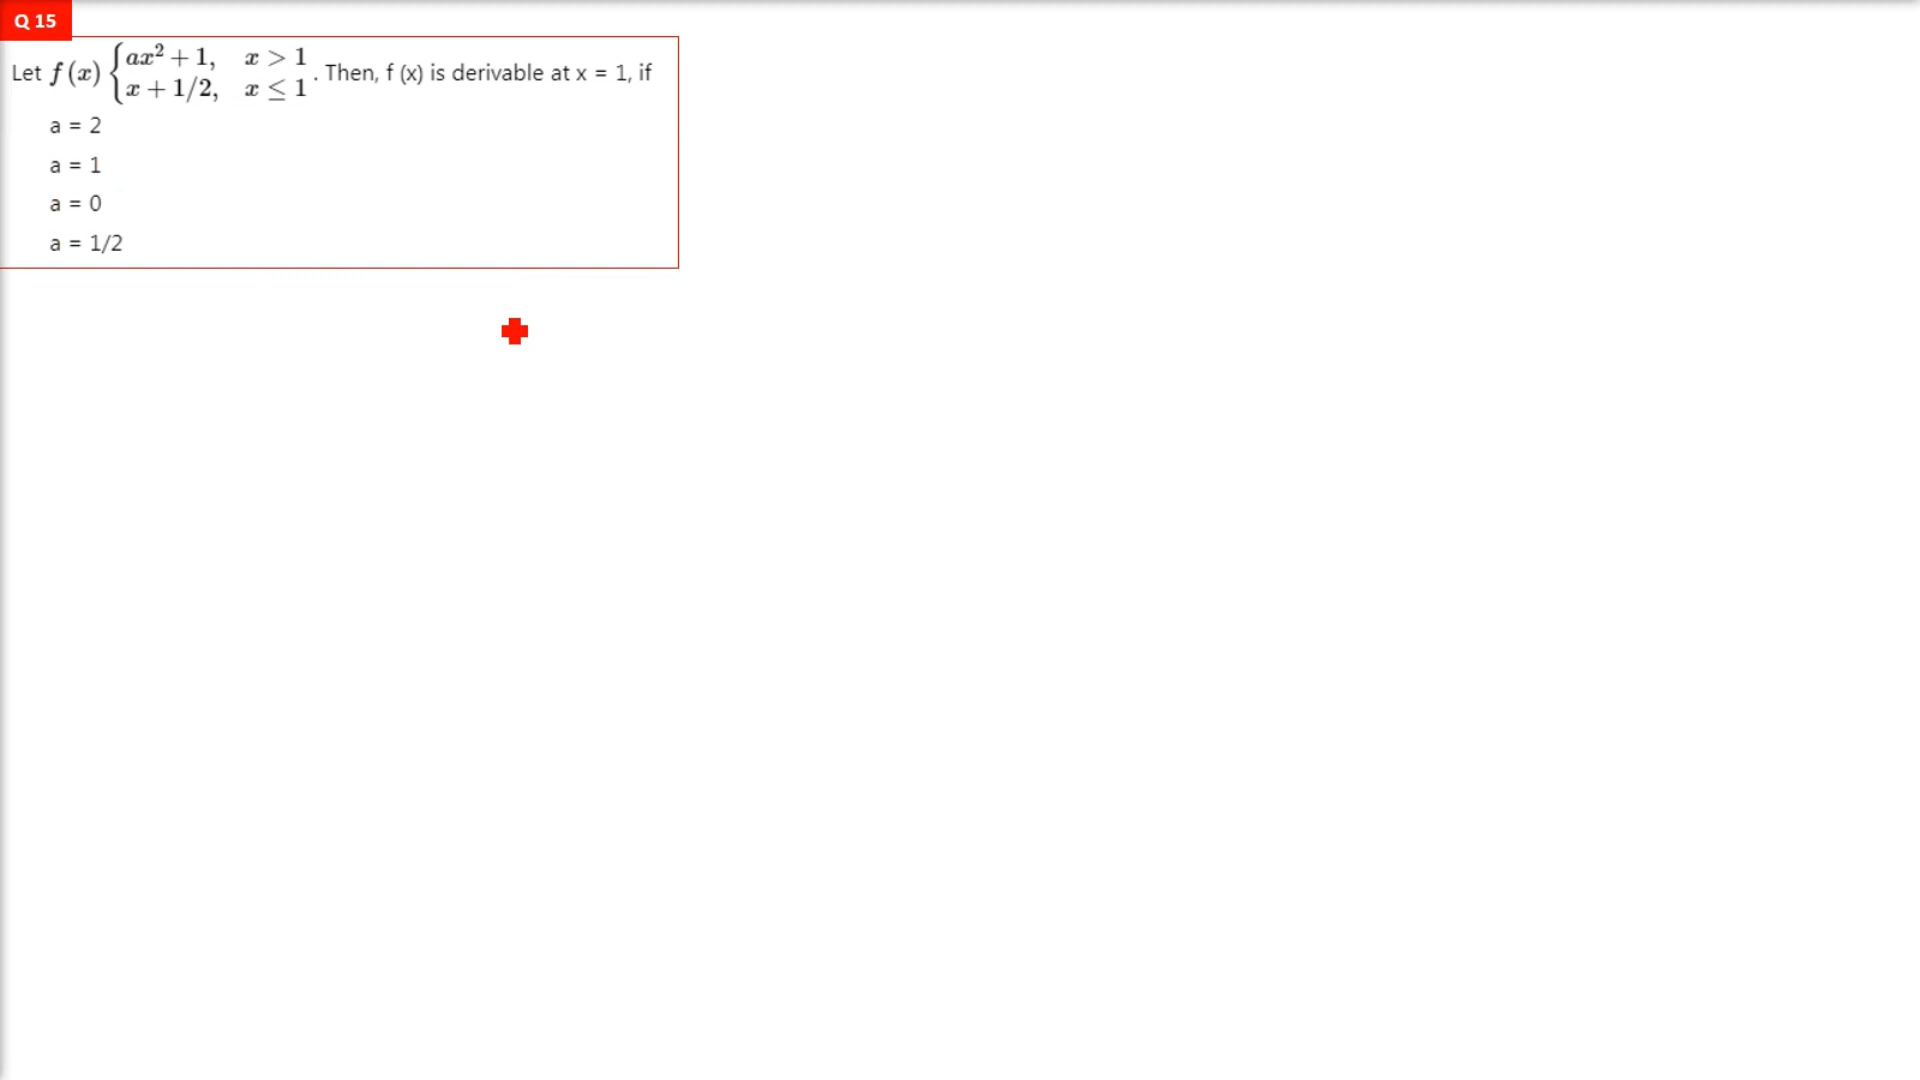 Q 15
Let f(x) {ax² + 1, x > 1
x + 1/2, x ≤ 1 . Then, f (x) is derivable at x = 1, if
a = 2
a = 1
a = 0
a = 1/2